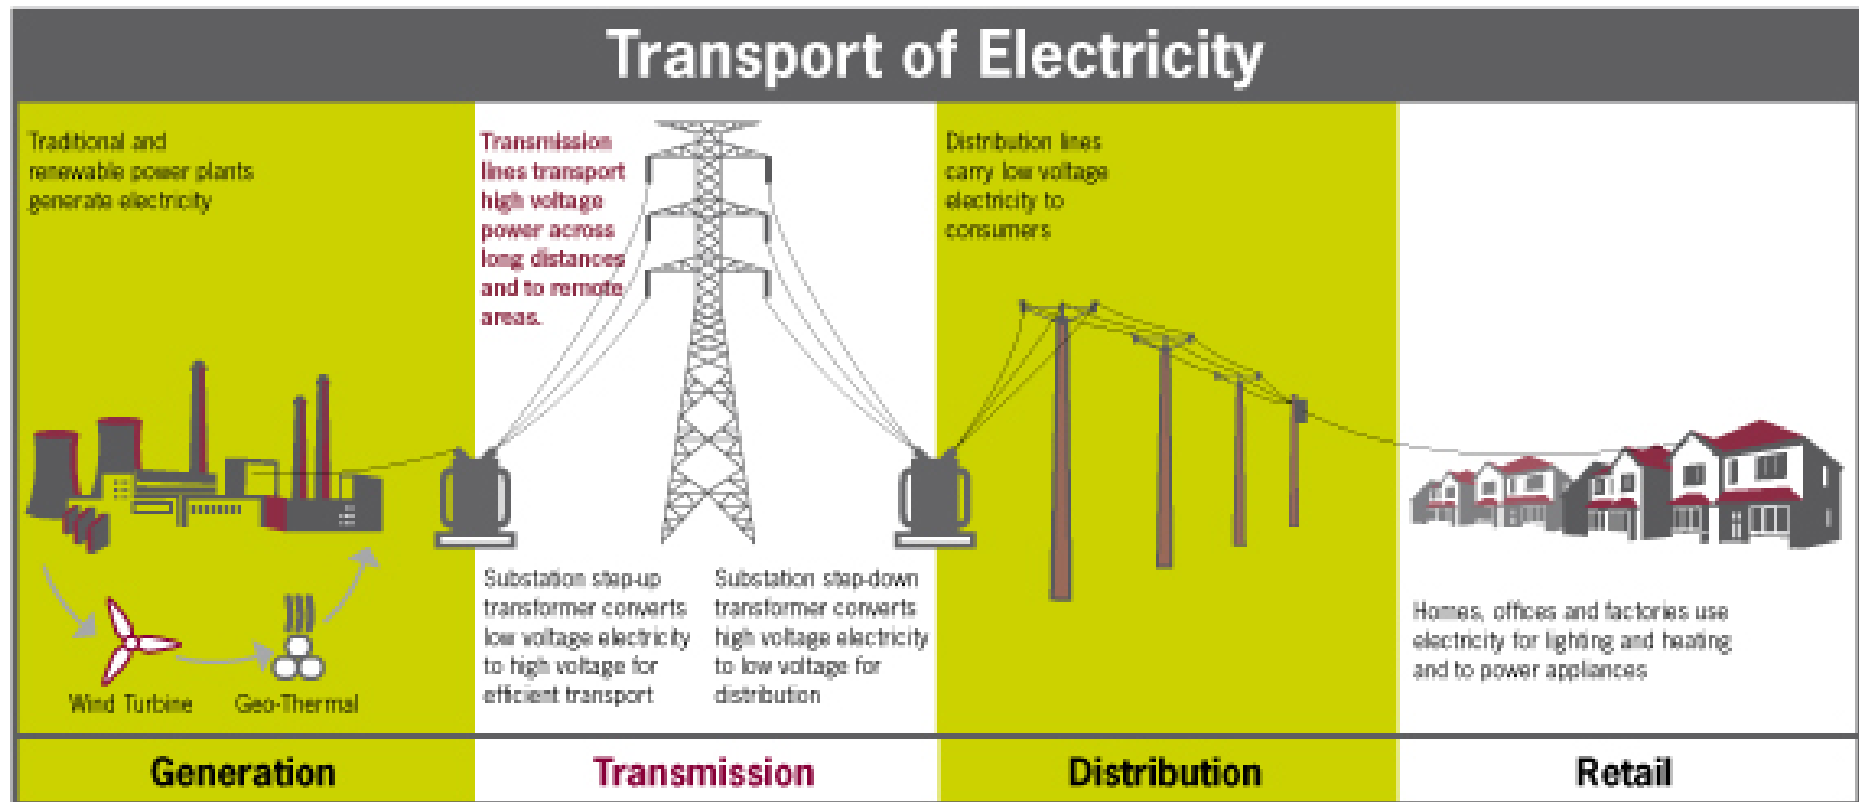 Transport of Electricity
Traditional and
renewable power plants
generate electricity
Wind Turbine
Geo-Thermal
Transmission
lines transport
high voltage
power across
long distances
and to remote
areas.
Substation step-up
transformer converts
low voltage electricity
to high voltage for
efficient transport
Substation step-down
transformer converts
high voltage electricity
to low voltage for
distribution
Distribution lines
carry low voltage
electricity to
consumers
Homes, offices and factories use
electricity for lighting and heating
and to power appliances
Generation
Transmission
Distribution
Retail